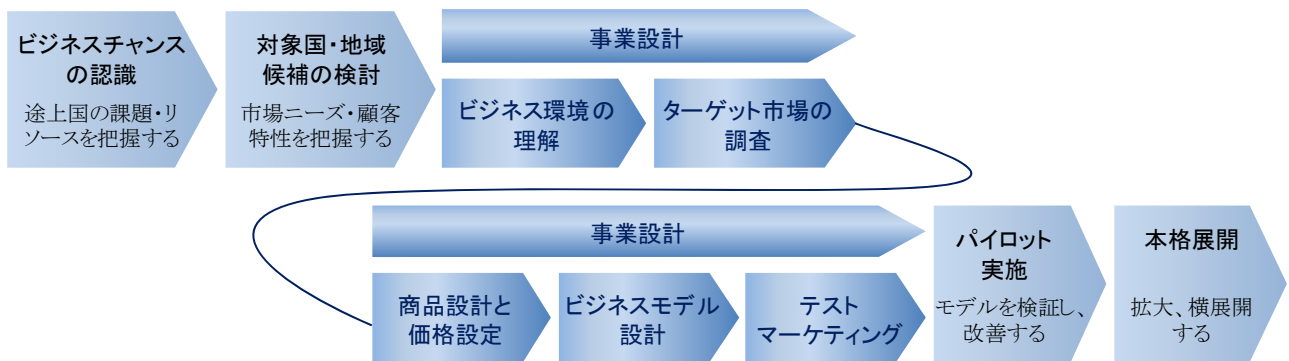 ビジネスチャンス
の認識
途上国の課題・リ
ソースを把握する
対象国・地域
候補の検討
市場ニーズ・顧客
特性を把握する
事業設計
ビジネス環境の
理解
ターゲット市場の
調査
事業設計
商品設計と
価格設定
ビジネスモデル
設計
テスト
マーケティング
パイロット
実施
モデルを検証し、
改善する
本格展開
拡大、横展開
する